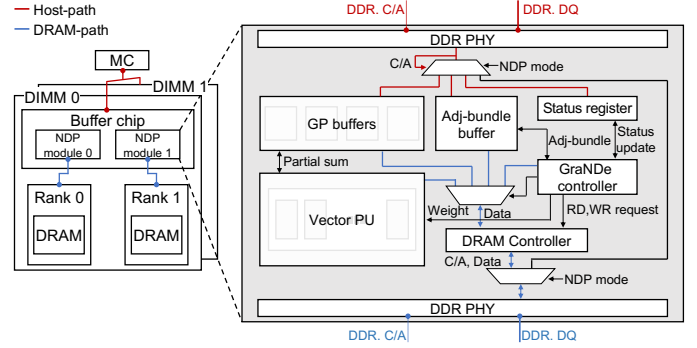 Host-path
DRAM-path
MC
DIMM 1
DIMM 0
Buffer chip
NDP
module 0
NDP
module 1
Rank 0
DRAM
Rank 1
DRAM
DDR. C/A
DDR. DQ
DDR PHY
C/A
NDP mode
GP buffers
Adj-bundle
buffer
Status register
Adj-bundle
Status
update
Partial sum
GraNDe
controller
Vector PU
Weight
Data
RD,WR request
DRAM Controller
C/A, Data
NDP mode
DDR PHY
DDR. C/A
DDR. DQ